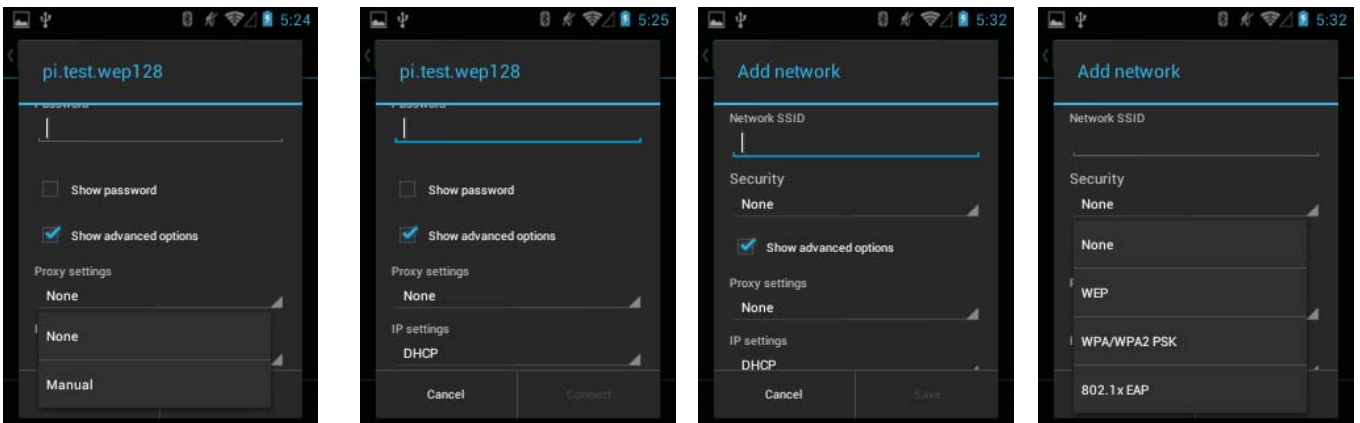 5:24
pi.test.wep128
Password
Show password
Show advanced options
Proxy settings
None
None
Manual
5:25
pi.test.wep128
Password
Show password
Show advanced options
Proxy settings
None
IP settings
DHCP
Cancel
Connect
5:32
Add network
Network SSID
Security
None
Show advanced options
Proxy settings
None
IP settings
DHCP
Cancel
Save
5:32
Add network
Network SSID
Security
None
None
WEP
WPA/WPA2 PSK
802.1x EAP